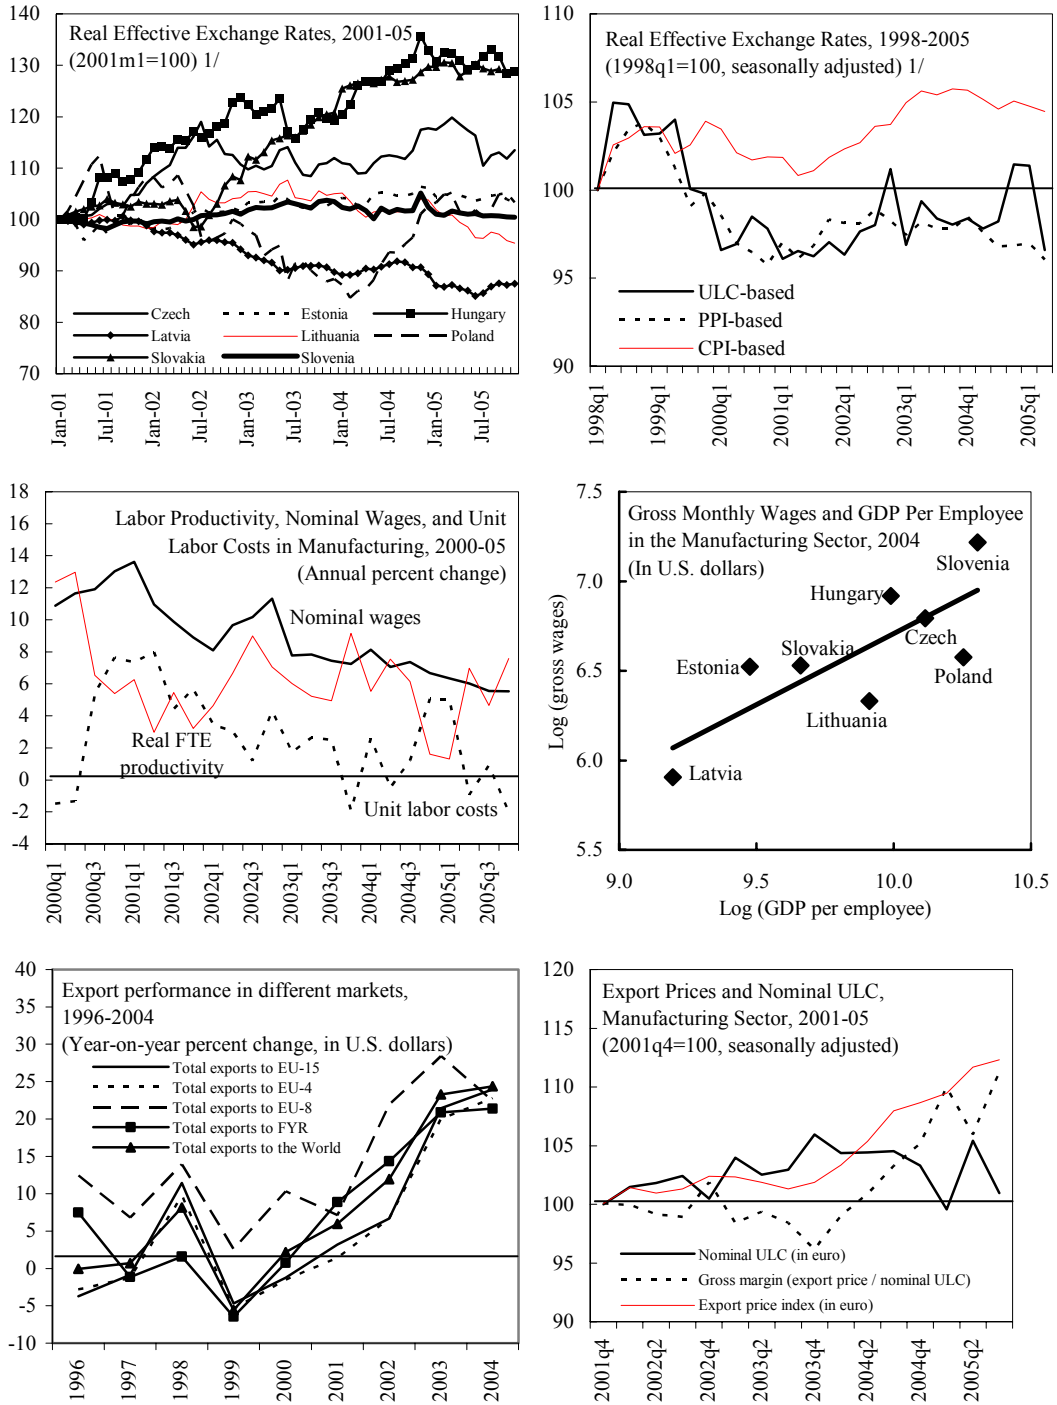 Real Effective Exchange Rates, 2001-05
(2001m1=100) 1/
140
130
120
110
100
90
80
70
Czech
Estonia
Hungary
Latvia
Lithuania
Poland
Slovakia
Slovenia
Jan-01
Jul-01
Jan-02
Jul-02
Jan-03
Jul-03
Jan-04
Jul-04
Jan-05
Jul-05
Real Effective Exchange Rates, 1998-2005
(1998q1=100, seasonally adjusted) 1/
110
105
100
95
90
ULC-based
PPI-based
CPI-based
1998q1
1999q1
2000q1
2001q1
2002q1
2003q1
2004q1
2005q1
Labor Productivity, Nominal Wages, and Unit
Labor Costs in Manufacturing, 2000-05
(Annual percent change)
18
16
14
12
10
8
6
4
2
0
-2
-4
Nominal wages
Real FTE
productivity
Unit labor costs
2000q1
2000q3
2001q1
2001q3
2002q1
2002q3
2003q1
2003q3
2004q1
2004q3
2005q1
2005q3
Gross Monthly Wages and GDP Per Employee
in the Manufacturing Sector, 2004
(In U.S. dollars)
7.5
7.0
6.5
6.0
5.5
Log (gross wages)
Slovenia
Hungary
Czech
Slovakia
Estonia
Poland
Lithuania
Latvia
9.0
9.5
10.0
10.5
Log (GDP per employee)
Export performance in different markets,
1996-2004
(Year-on-year percent change, in U.S. dollars)
40
35
30
25
20
15
10
5
0
-5
-10
Total exports to EU-15
Total exports to EU-4
Total exports to EU-8
Total exports to FYR
Total exports to the World
1996
1997
1998
1999
2000
2001
2002
2003
2004
Export Prices and Nominal ULC,
Manufacturing Sector, 2001-05
(2001q4=100, seasonally adjusted)
120
115
110
105
100
95
90
Nominal ULC (in euro)
Gross margin (export price / nominal ULC)
Export price index (in euro)
2001q4
2002q2
2002q4
2003q2
2003q4
2004q2
2004q4
2005q2